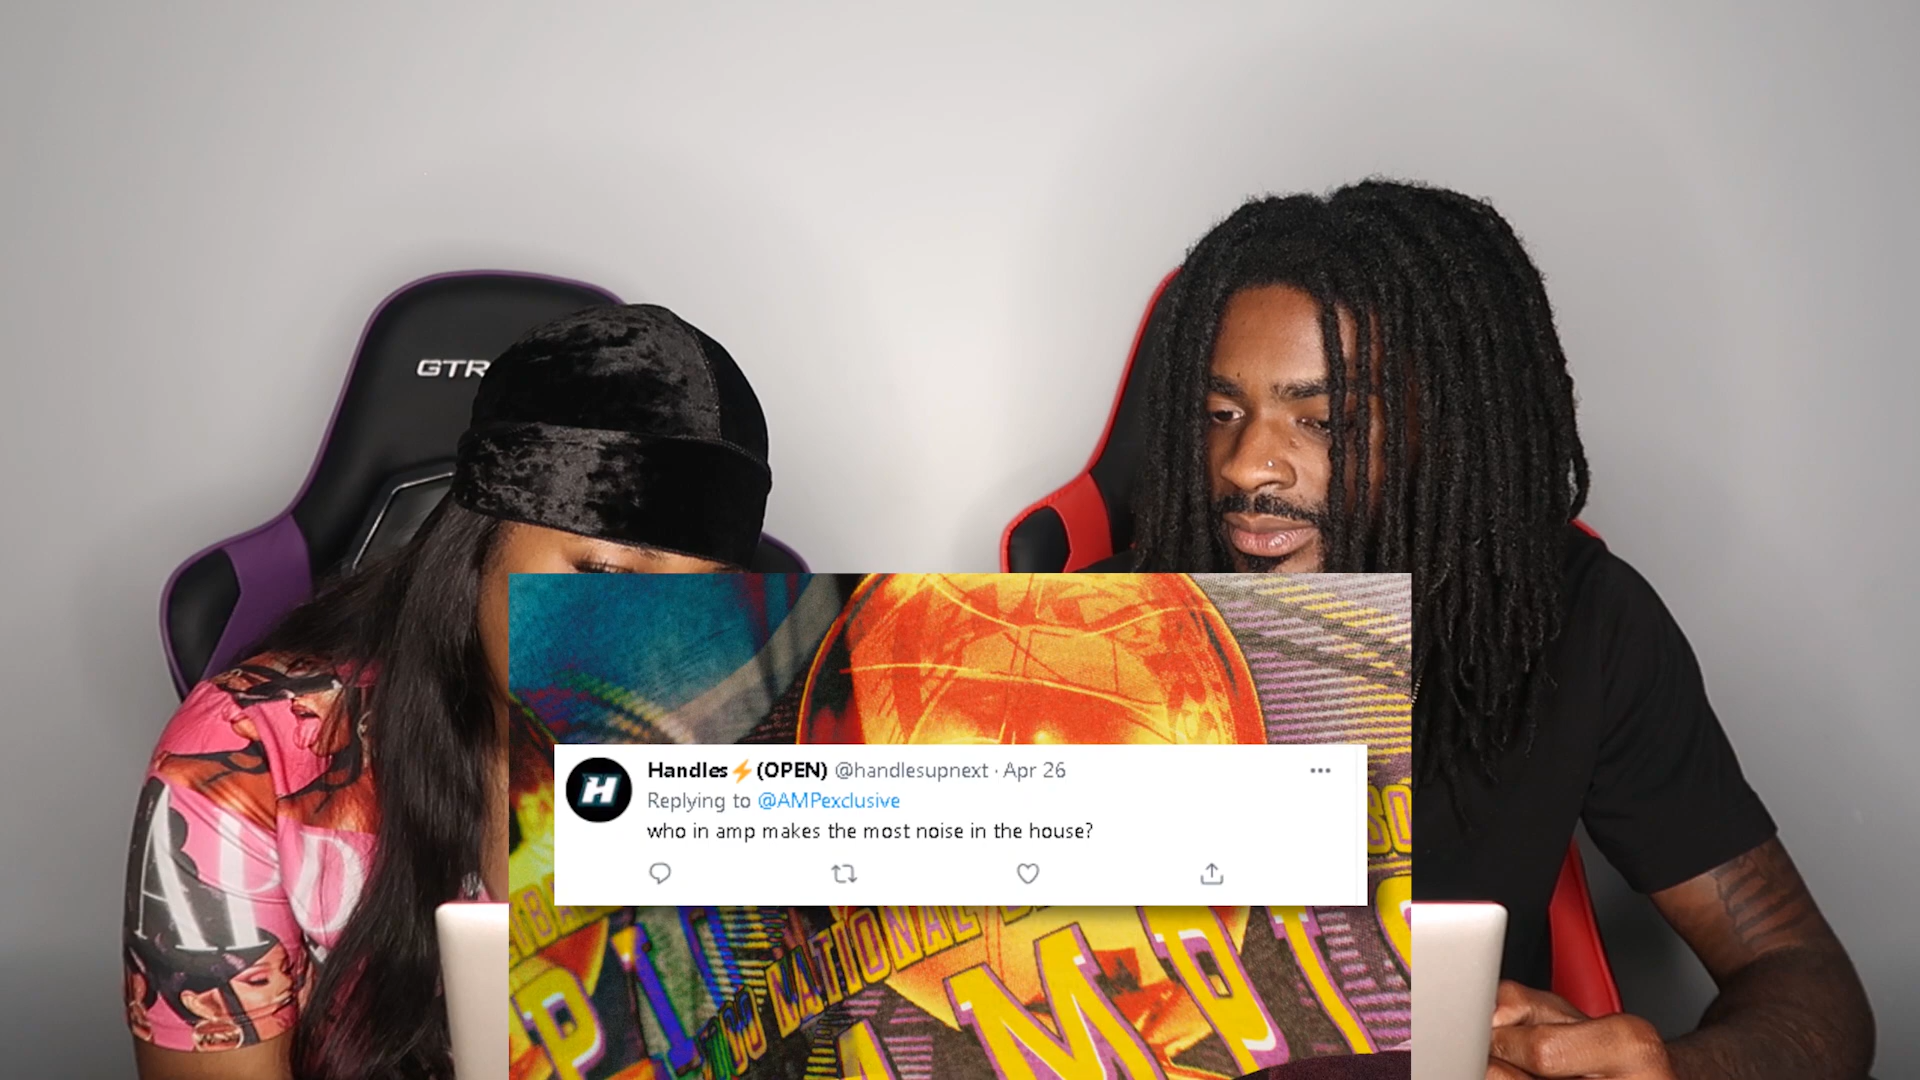 GTR
Handles⚡(OPEN) @handlesupnext · Apr 26
Replying to @AMPexclusive
who in amp makes the most noise in the house?
NATIONAL